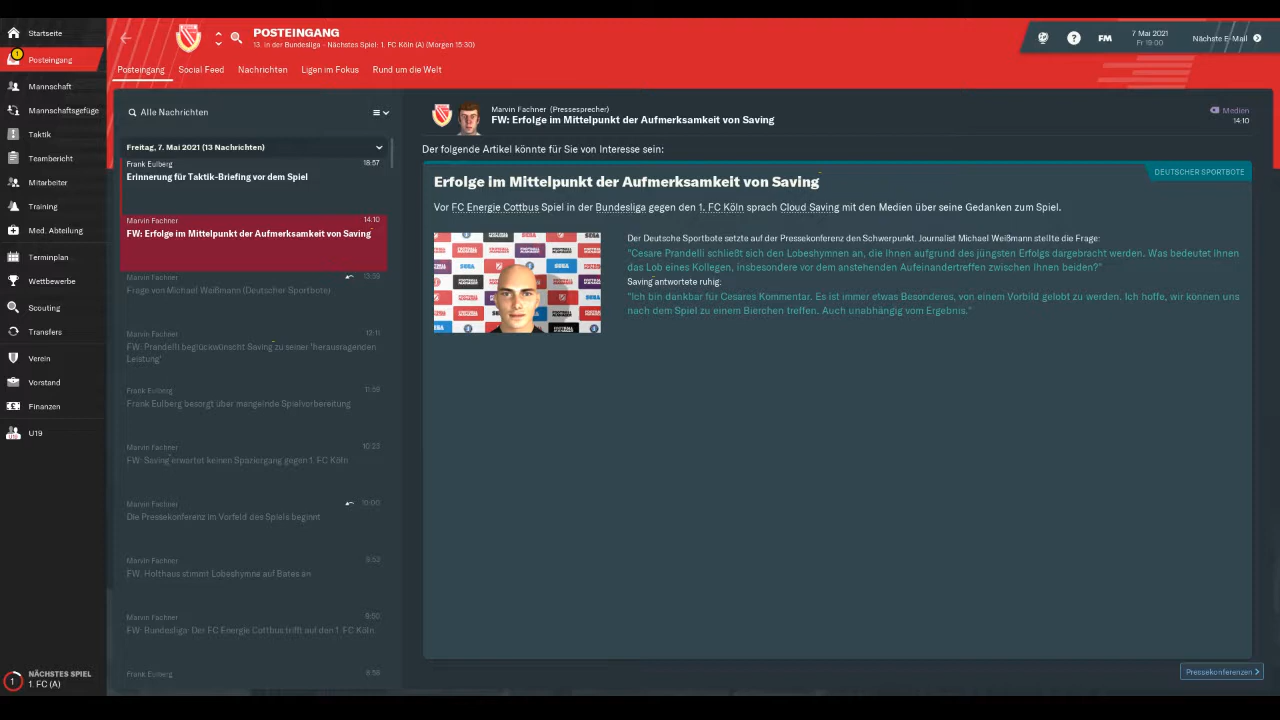 Startseite
Posteingang
Mannschaft
Mannschaftsgefüge
Taktik
Teambericht
Mitarbeiter
Training
Med. Abteilung
Terminplan
Wettbewerbe
Scouting
Transfers
Verein
Vorstand
Finanzen
U19
U19
1
NÄCHSTES SPIEL
1. FC (A)
POSTEINGANG
13. in der Bundesliga - Nächstes Spiel: 1. FC Köln (A) (Morgen 15:30)
FM
7 Mai 2021
Fr 19:00
Nächste E-Mail
Posteingang
Social Feed
Nachrichten
Ligen im Fokus
Rund um die Welt
Alle Nachrichten
Freitag, 7. Mai 2021 (13 Nachrichten)
Frank Eulberg 18:57
Erinnerung für Taktik-Briefing vor dem Spiel
Marvin Fachner 14:10
FW: Erfolge im Mittelpunkt der Aufmerksamkeit von Saving
Marvin Fachner 13:59
Frage von Michael Weißmann (Deutscher Sportbote)
Marvin Fachner 12:11
FW: Prandelli beglückwünscht Saving zu seiner 'herausragenden
Leistung'
Frank Eulberg 11:59
Frank Eulberg besorgt über mangelnde Spielvorbereitung
Marvin Fachner 10:23
FW: Saving erwartet keinen Spaziergang gegen 1. FC Köln
Marvin Fachner 10:00
Die Pressekonferenz im Vorfeld des Spiels beginnt
Marvin Fachner 9:53
FW: Holthaus stimmt Lobeshymne auf Bates an
Marvin Fachner 9:50
FW: Bundesliga: Der FC Energie Cottbus trifft auf den 1. FC Köln
Frank Eulberg 8:59
Marvin Fachner (Pressesprecher)
FW: Erfolge im Mittelpunkt der Aufmerksamkeit von Saving
Medien
14:10
Der folgende Artikel könnte für Sie von Interesse sein:
DEUTSCHER SPORTBOTE
Erfolge im Mittelpunkt der Aufmerksamkeit von Saving
Vor FC Energie Cottbus Spiel in der Bundesliga gegen den 1. FC Köln sprach Cloud Saving mit den Medien über seine Gedanken zum Spiel.
Der Deutsche Sportbote setzte auf der Pressekonferenz den Schwerpunkt. Journalist Michael Weißmann stellte die Frage:
"Cesare Prandelli schließt sich den Lobeshymnen an, die ihnen aufgrund des jüngsten Erfolgs dargebracht werden. Was bedeutet Ihnen
das Lob eines Kollegen, insbesondere vor dem anstehenden Aufeinandertreffen zwischen Ihnen beiden?"
Saving antwortete ruhig:
"Ich bin dankbar für Cesares Kommentar. Es ist immer etwas Besonderes, von einem Vorbild gelobt zu werden. Ich hoffe, wir können uns
nach dem Spiel zu einem Bierchen treffen. Auch unabhängig vom Ergebnis."
Pressekonferenzen